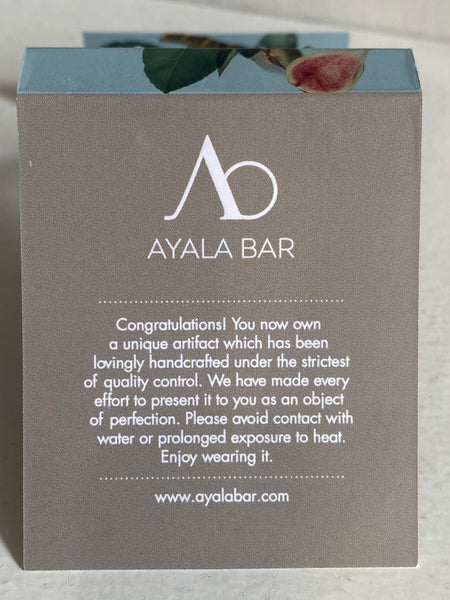 AYALA BAR
Congratulations! You now own
a unique artifact which has been
lovingly handcrafted under the strictest
of quality control. We have made every
effort to present it to you as an object
of perfection. Please avoid contact with
water or prolonged exposure to heat.
Enjoy wearing it.
www.ayalabar.com